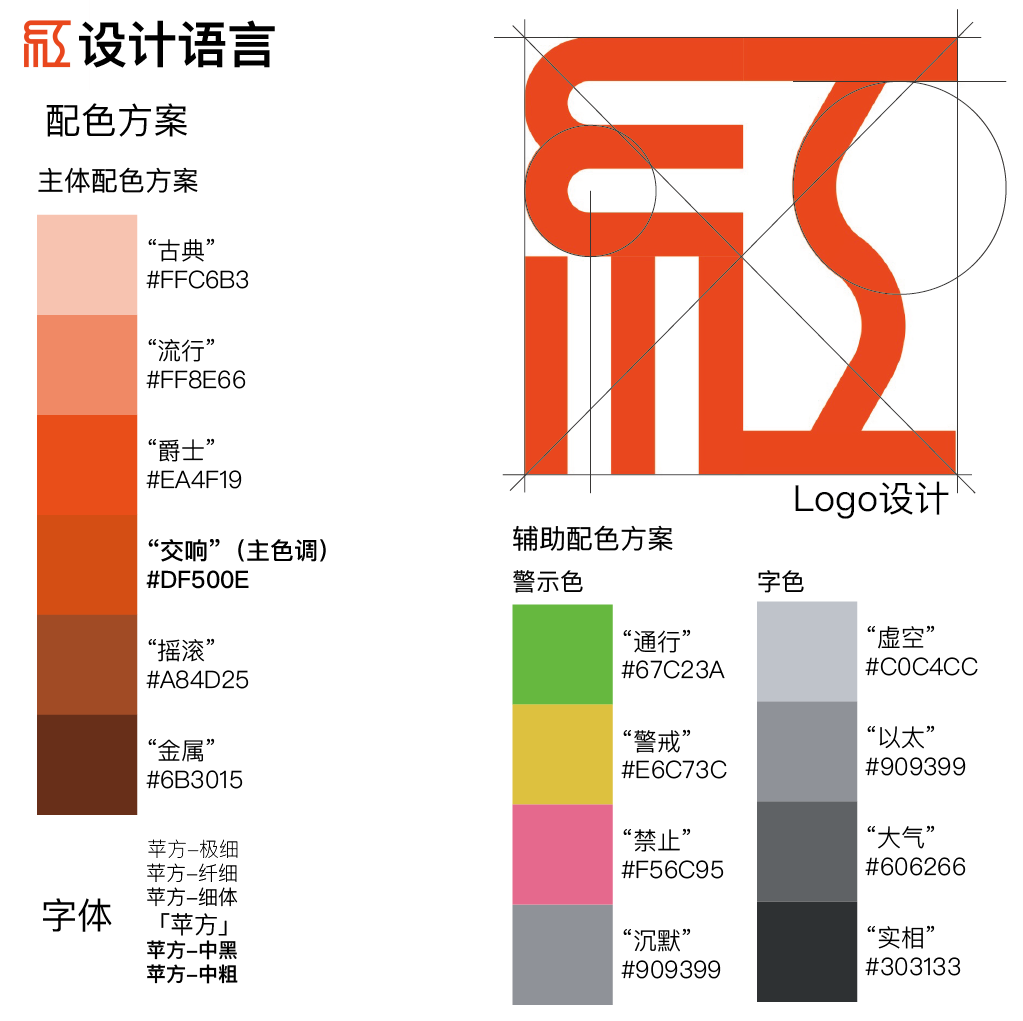 设计语言
配色方案
主体配色方案
“古典”
#FFC6B3
“流行”
#FF8E66
“爵士”
#EA4F19
“交响”（主色调）
#DF500E
“摇滚”
#A84D25
“金属”
#6B3015
字体
苹方-极细
苹方-纤细
苹方-细体
「苹方」
苹方-中黑
苹方-中粗
Logo设计
辅助配色方案
警示色
“通行”
#67C23A
“警戒”
#E6C73C
“禁止”
#F56C95
“沉默”
#909399
字色
“虚空”
#C0C4CC
“以太”
#909399
“大气”
#606266
“实相”
#303133